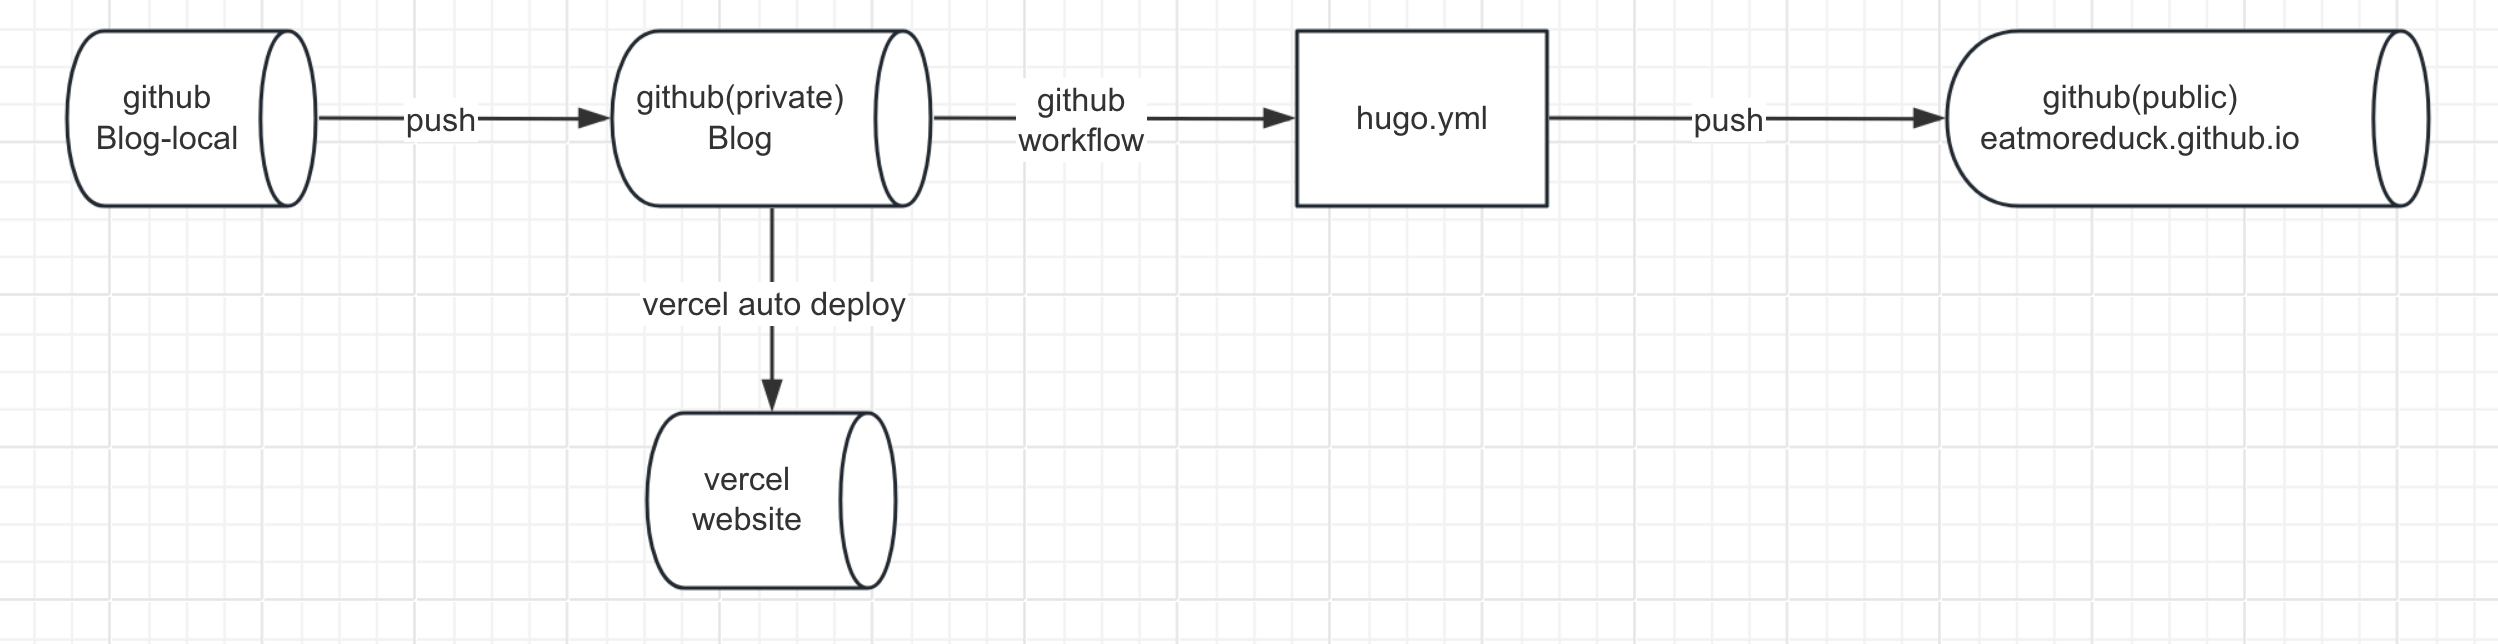 github
Blog-local
push
github(private)
Blog
github
workflow
hugo.yml
push
github(public)
eatmoreduck.github.io
vercel auto deploy
vercel
website